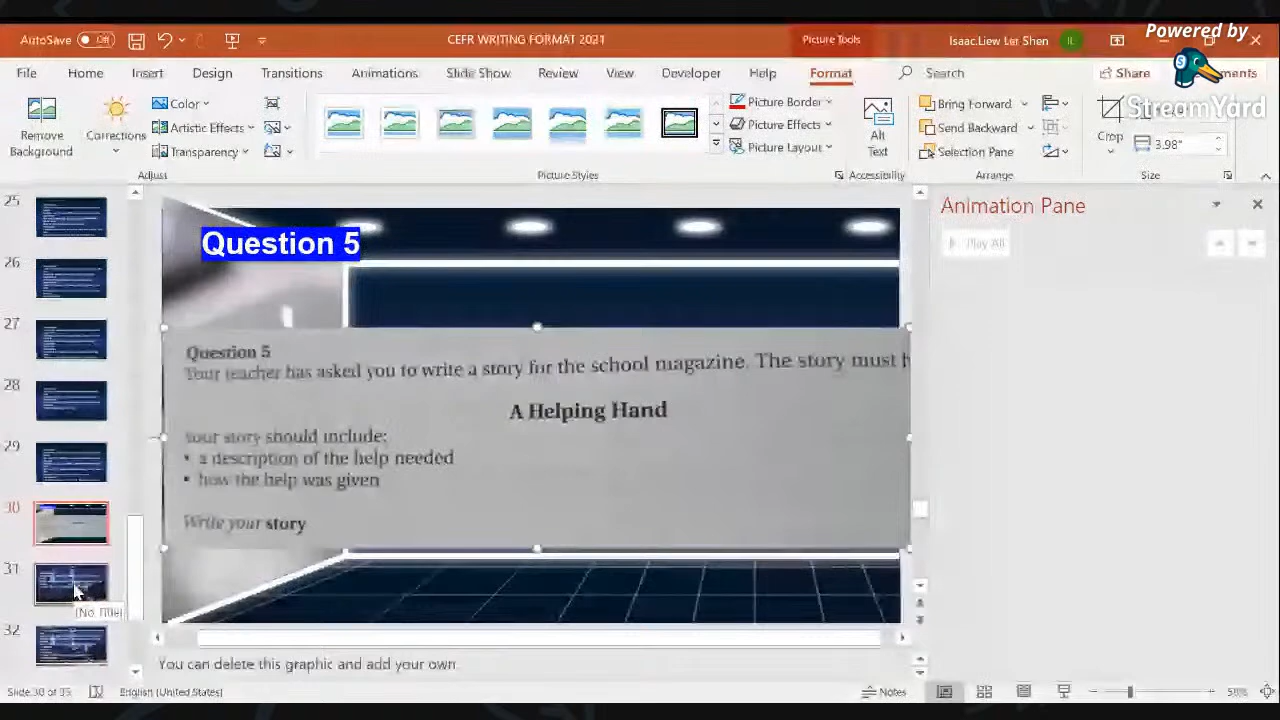 Powered by
AutoSave Off CEFR WRITING FORMAT 2021 Picture Tools Isaac.Liew Ler Shen IL
File Home Insert Design Transitions Animations Slide Show Review View Developer Help Format Search Share
StreamYard
Remove Background
Corrections
Color
Artistic Effects
Transparency
Picture Border
Picture Effects
Picture Layout
Alt Text
Bring Forward
Send Backward
Selection Pane
Crop
3.98"
Adjust Picture Styles Accessibility Arrange Size
25
26
27
28
29
30
31
32
[No Title]
Question 5
Question 5
Your teacher has asked you to write a story for the school magazine. The story must
A Helping Hand
Your story should include:
• a description of the help needed
• how the help was given
Write your story
Animation Pane
Play All
You can delete this graphic and add your own.
Slide 30 of 33 English (United States) Notes